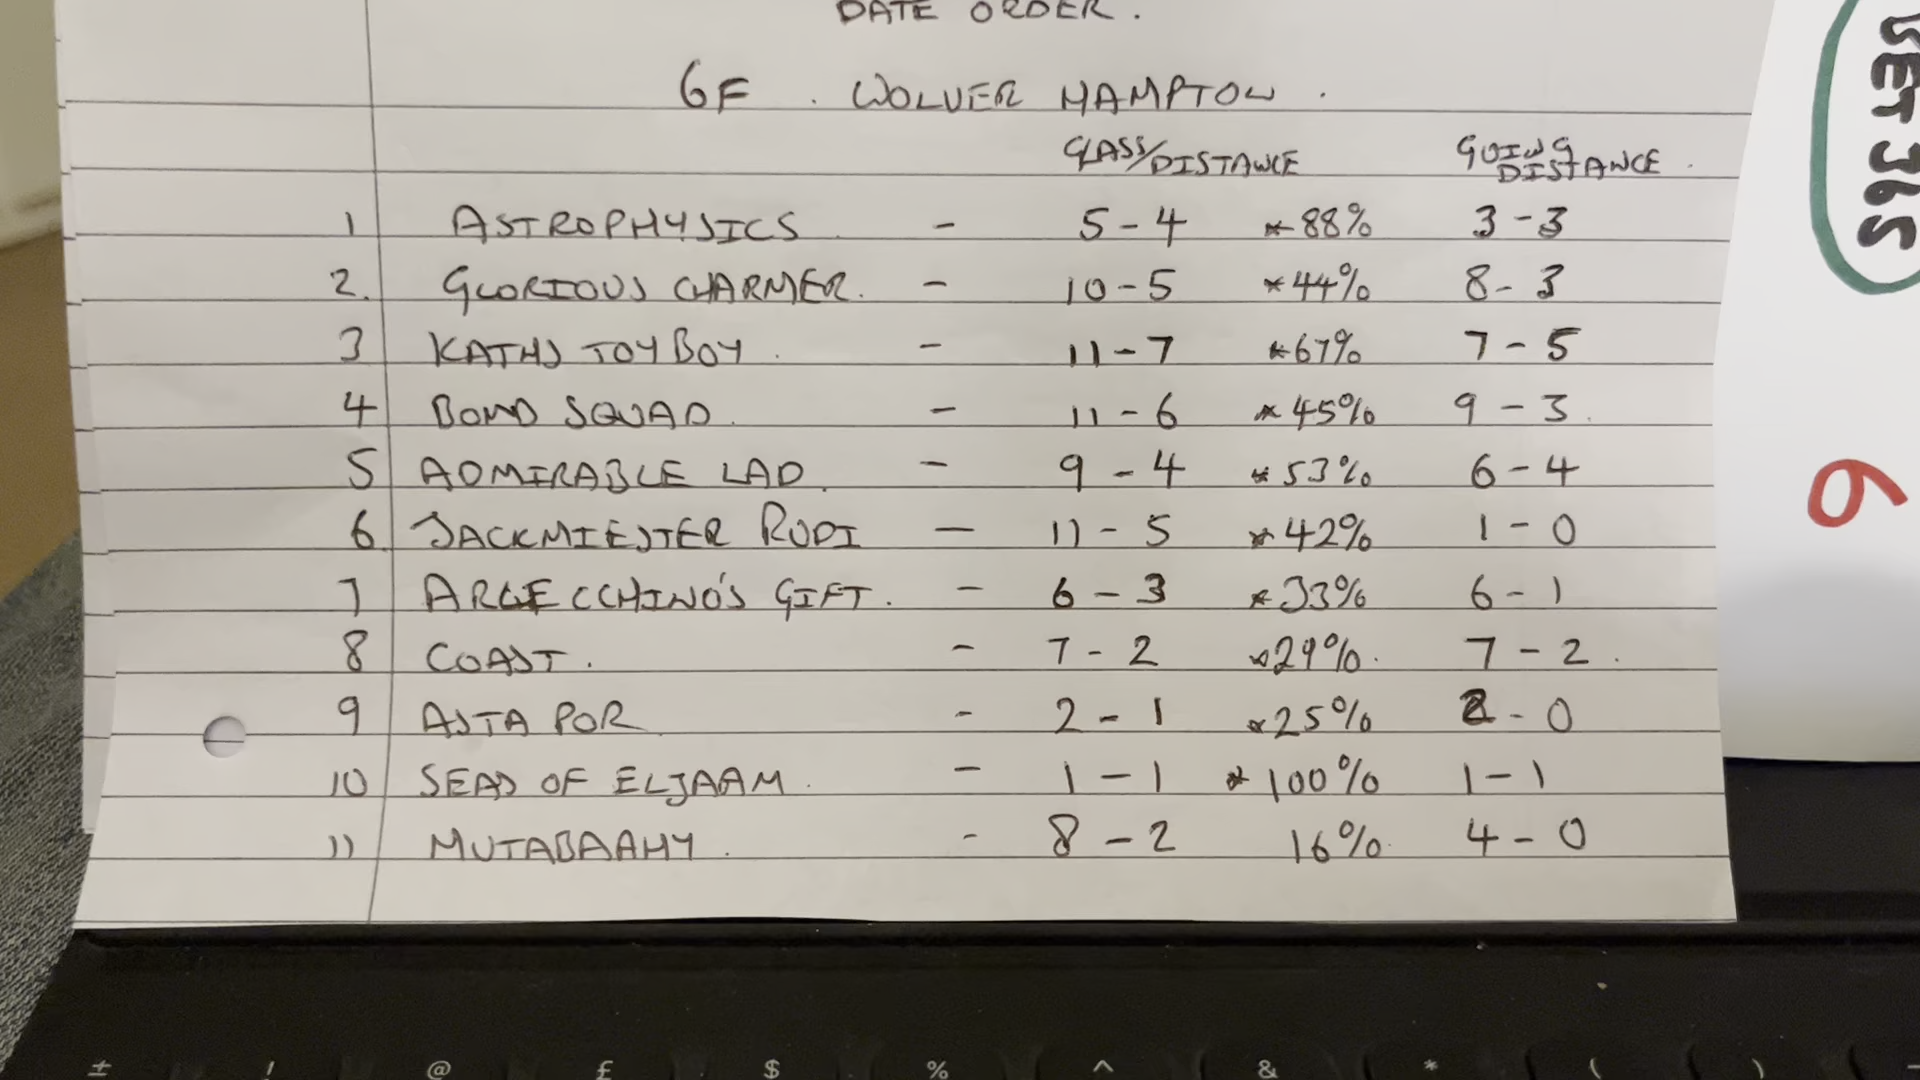 DATE ORDER.
6F . WOLVER HAMPTON .
CLASS/DISTANCE GOING DISTANCE .
1 ASTROPHYSICS - 5-4 *88% 3-3
2. GLORIOUS CHARMER. - 10-5 *44% 8-3
3 KATHS TOY BOY . - 11-7 *67% 7-5
4 BOND SQUAD. - 11-6 *45% 9-3.
5 ADMIRABLE LAD. - 9-4 *53% 6-4
6. JACKMIESTER RUDI - 11-5 *42% 1-0
7 ARLECCHINO'S GIFT. - 6-3 *33% 6-1
8 COAST. - 7-2 *29%. 7-2.
9 ASTAPOR - 2-1 *25% 2-0
10 SEAS OF ELJAAM. - 1-1 *100% 1-1
11 MUTABAAHY. - 8-2 16%. 4-0
BET 365
6
± ! @ £ $ % ^ & * ( )